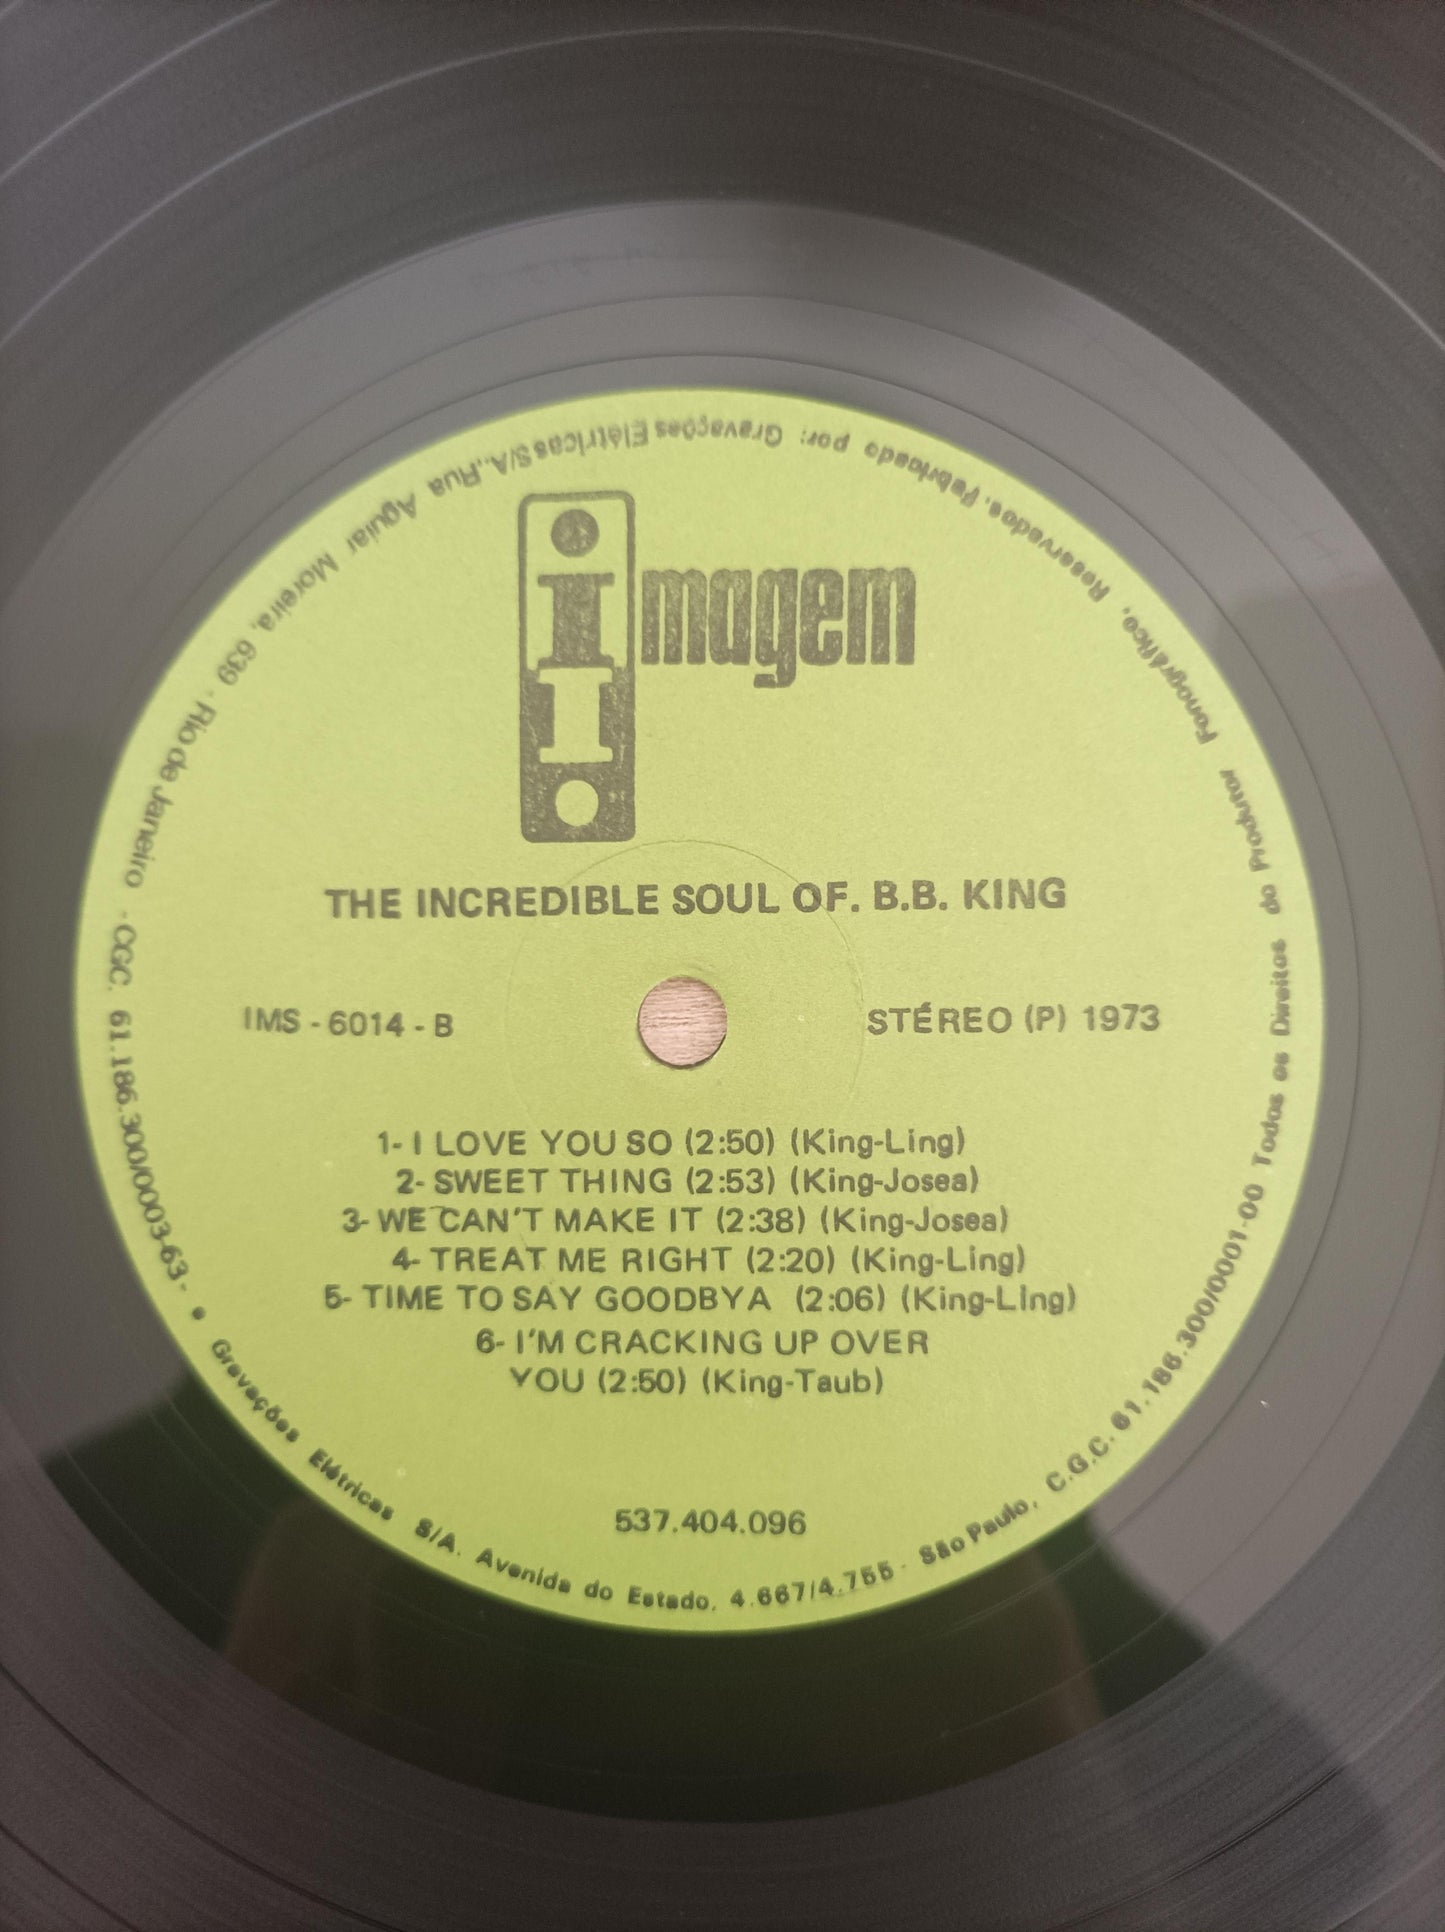 imagem
THE INCREDIBLE SOUL OF. B.B. KING
IMS - 6014 - B
STÉREO (P) 1973
1- I LOVE YOU SO (2:50) (King-Ling)
2- SWEET THING (2:53) (King-Josea)
3- WE CAN'T MAKE IT (2:38) (King-Josea)
4- TREAT ME RIGHT (2:20) (King-Ling)
5- TIME TO SAY GOODBYA (2:06) (King-Ling)
6- I'M CRACKING UP OVER
YOU (2:50) (King-Taub)
537.404.096
Gravações Elétricas S/A. Avenida do Estado, 4.667/4.755 - São Paulo, C.G.C. 61.186.300/0001-00 Todos os Direitos do Produtor Fonográfico, Reservados. Fabricado por: Gravações Elétricas S/A., Rua Aguiar Moreira, 639 - Rio de Janeiro - CGC. 61.186.300/0003-63 - •